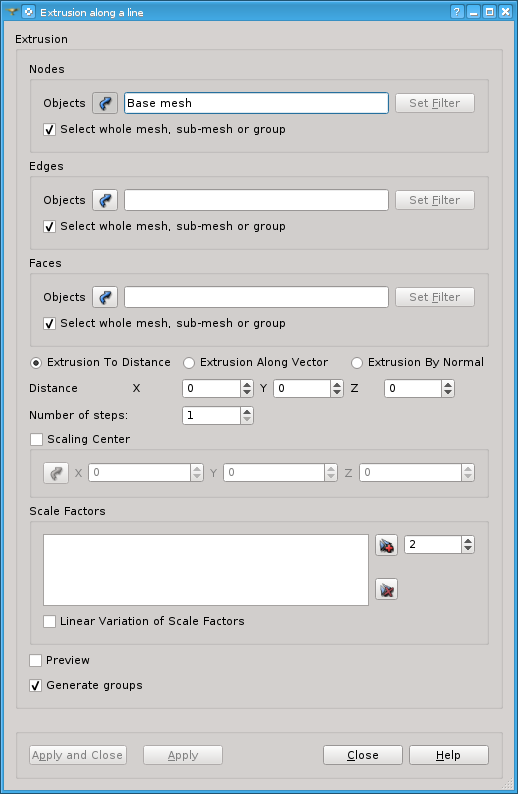 Extrusion along a line
Extrusion
Nodes
Objects Base mesh Set Filter
Select whole mesh, sub-mesh or group
Edges
Objects Set Filter
Select whole mesh, sub-mesh or group
Faces
Objects Set Filter
Select whole mesh, sub-mesh or group
Extrusion To Distance Extrusion Along Vector Extrusion By Normal
Distance X 0 Y 0 Z 0
Number of steps: 1
Scaling Center
X 0 Y 0 Z 0
Scale Factors
2
Linear Variation of Scale Factors
Preview
Generate groups
Apply and Close Apply Close Help